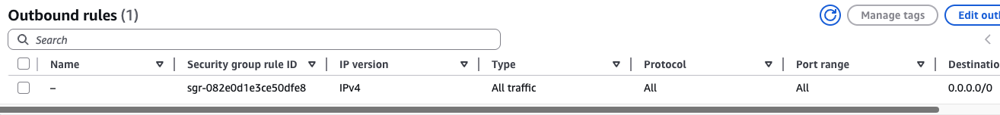 Outbound rules (1)
Manage tags
Edit outl
Search
Name Security group rule ID IP version Type Protocol Port range Destinatio
– sgr-082e0d1e3ce50dfe8 IPv4 All traffic All All 0.0.0.0/0